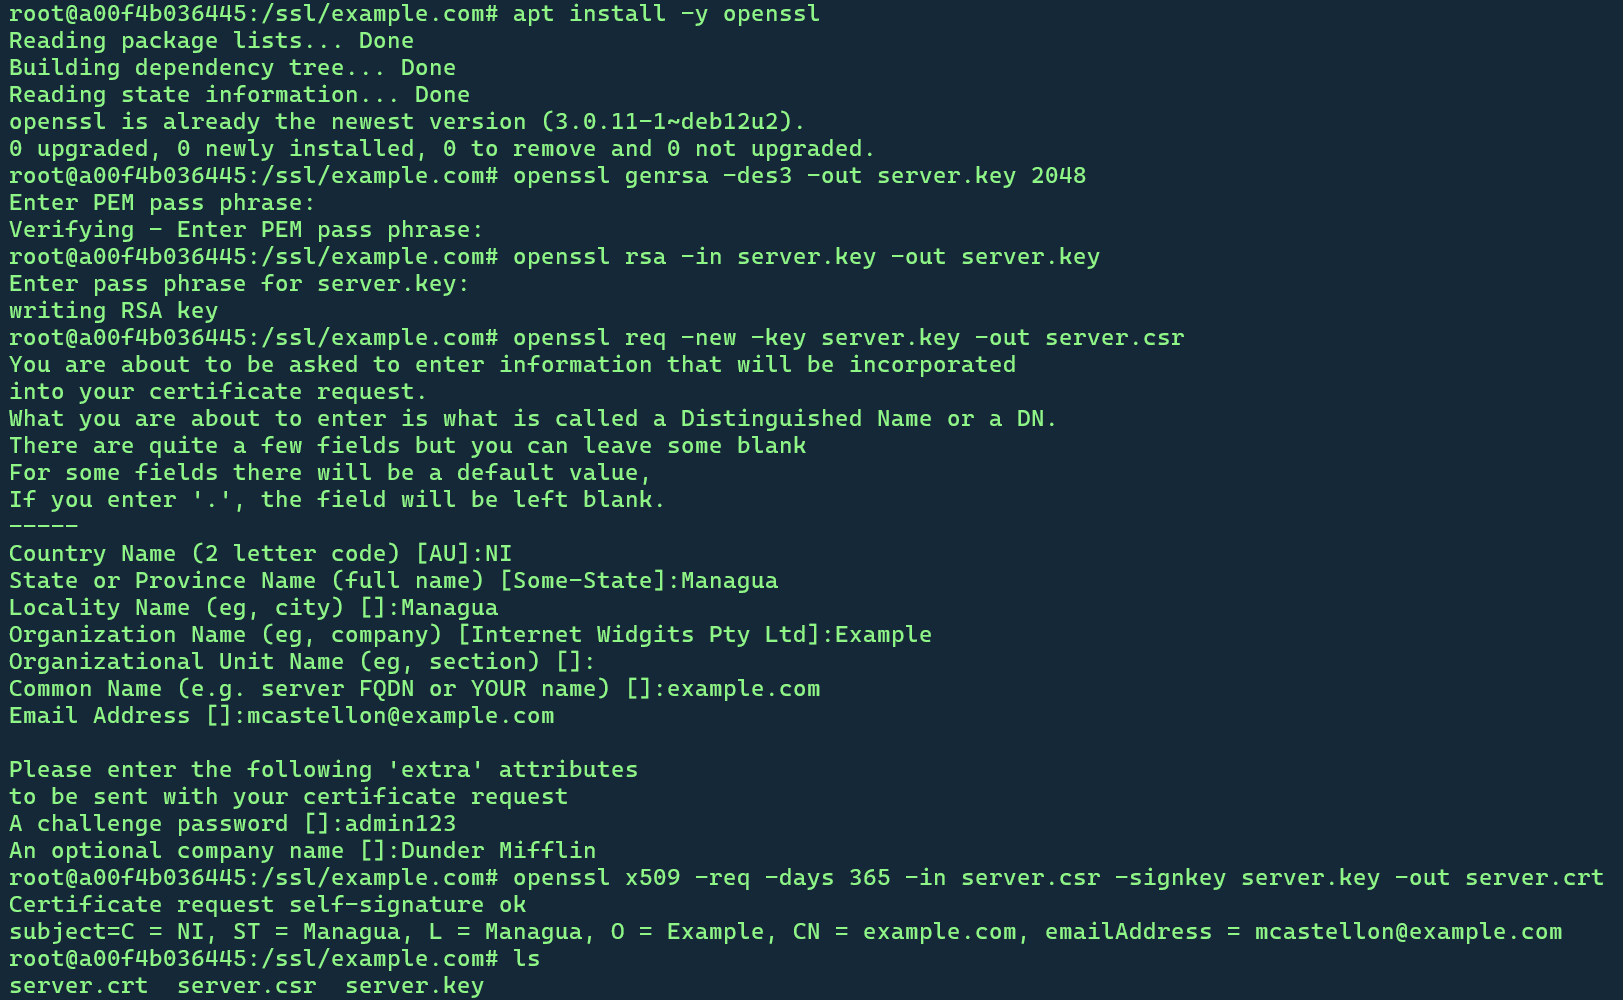 root@a00f4b036445:/ssl/example.com# apt install -y openssl
Reading package lists... Done
Building dependency tree... Done
Reading state information... Done
openssl is already the newest version (3.0.11-1~deb12u2).
0 upgraded, 0 newly installed, 0 to remove and 0 not upgraded.
root@a00f4b036445:/ssl/example.com# openssl genrsa -des3 -out server.key 2048
Enter PEM pass phrase:
Verifying - Enter PEM pass phrase:
root@a00f4b036445:/ssl/example.com# openssl rsa -in server.key -out server.key
Enter pass phrase for server.key:
writing RSA key
root@a00f4b036445:/ssl/example.com# openssl req -new -key server.key -out server.csr
You are about to be asked to enter information that will be incorporated
into your certificate request.
What you are about to enter is what is called a Distinguished Name or a DN.
There are quite a few fields but you can leave some blank
For some fields there will be a default value,
If you enter '.', the field will be left blank.
-----
Country Name (2 letter code) [AU]:NI
State or Province Name (full name) [Some-State]:Managua
Locality Name (eg, city) []:Managua
Organization Name (eg, company) [Internet Widgits Pty Ltd]:Example
Organizational Unit Name (eg, section) []:
Common Name (e.g. server FQDN or YOUR name) []:example.com
Email Address []:mcastellon@example.com

Please enter the following 'extra' attributes
to be sent with your certificate request
A challenge password []:admin123
An optional company name []:Dunder Mifflin
root@a00f4b036445:/ssl/example.com# openssl x509 -req -days 365 -in server.csr -signkey server.key -out server.crt
Certificate request self-signature ok
subject=C = NI, ST = Managua, L = Managua, O = Example, CN = example.com, emailAddress = mcastellon@example.com
root@a00f4b036445:/ssl/example.com# ls
server.crt  server.csr  server.key